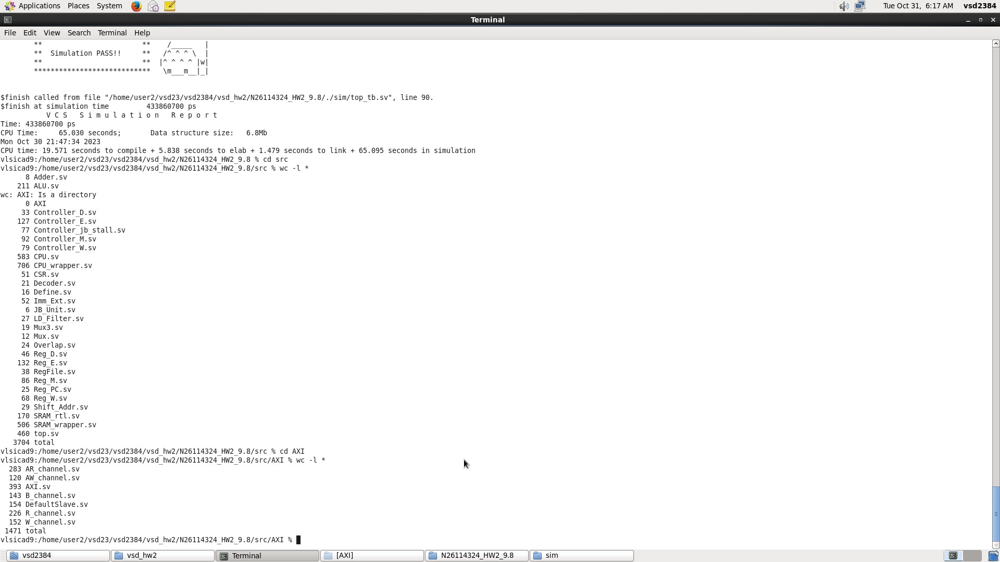 Applications Places System Tue Oct 31, 6:17 AM vsd2384
Terminal
File Edit View Search Terminal Help
** ** /_____ |
** Simulation PASS!! ** /^ ^ ^ \ |
** ** |^ ^ ^ ^ |w|
**************************** \m___m__|_|
$finish called from file "/home/user2/vsd23/vsd2384/vsd_hw2/N26114324_HW2_9.8/./sim/top_tb.sv", line 90.
$finish at simulation time 433860700 ps
V C S S i m u l a t i o n R e p o r t
Time: 433860700 ps
CPU Time: 65.030 seconds; Data structure size: 6.8Mb
Mon Oct 30 21:47:34 2023
CPU time: 19.571 seconds to compile + 5.838 seconds to elab + 1.479 seconds to link + 65.095 seconds in simulation
vlsicad9:/home/user2/vsd23/vsd2384/vsd_hw2/N26114324_HW2_9.8 % cd src
vlsicad9:/home/user2/vsd23/vsd2384/vsd_hw2/N26114324_HW2_9.8/src % wc -l *
8 Adder.sv
211 ALU.sv
wc: AXI: Is a directory
0 AXI
33 Controller_D.sv
127 Controller_E.sv
77 Controller_jb_stall.sv
92 Controller_M.sv
79 Controller_W.sv
583 CPU.sv
706 CPU_wrapper.sv
51 CSR.sv
21 Decoder.sv
16 Define.sv
52 Imm_Ext.sv
6 JB_Unit.sv
27 LD_Filter.sv
19 Mux3.sv
12 Mux.sv
24 Overlap.sv
46 Reg_D.sv
132 Reg_E.sv
38 RegFile.sv
86 Reg_M.sv
25 Reg_PC.sv
68 Reg_W.sv
29 Shift_Addr.sv
170 SRAM_rtl.sv
506 SRAM_wrapper.sv
460 top.sv
3704 total
vlsicad9:/home/user2/vsd23/vsd2384/vsd_hw2/N26114324_HW2_9.8/src % cd AXI
vlsicad9:/home/user2/vsd23/vsd2384/vsd_hw2/N26114324_HW2_9.8/src/AXI % wc -l *
283 AR_channel.sv
120 AW_channel.sv
393 AXI.sv
143 B_channel.sv
154 DefaultSlave.sv
226 R_channel.sv
152 W_channel.sv
1471 total
vlsicad9:/home/user2/vsd23/vsd2384/vsd_hw2/N26114324_HW2_9.8/src/AXI %
vsd2384 vsd_hw2 Terminal [AXI] N26114324_HW2_9.8 sim